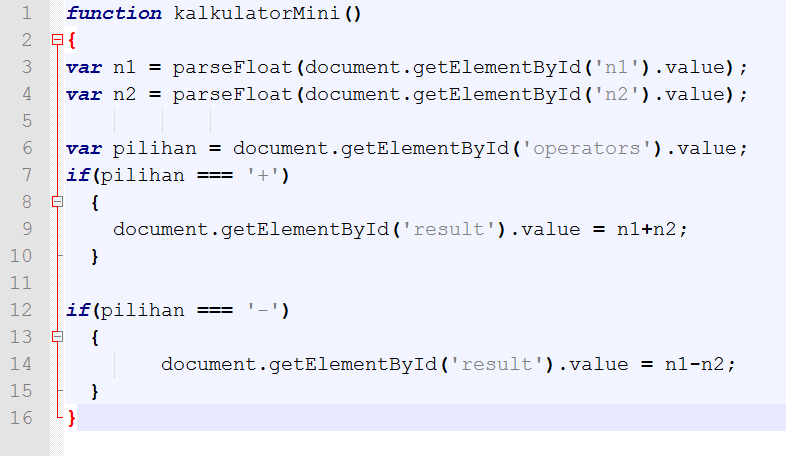 1 function kalkulatorMini()
2 {
3 var n1 = parseFloat(document.getElementById('n1').value);
4 var n2 = parseFloat(document.getElementById('n2').value);
5
6 var pilihan = document.getElementById('operators').value;
7 if(pilihan === '+')
8 {
9 document.getElementById('result').value = n1+n2;
10 }
11
12 if(pilihan === '-')
13 {
14 document.getElementById('result').value = n1-n2;
15 }
16 }